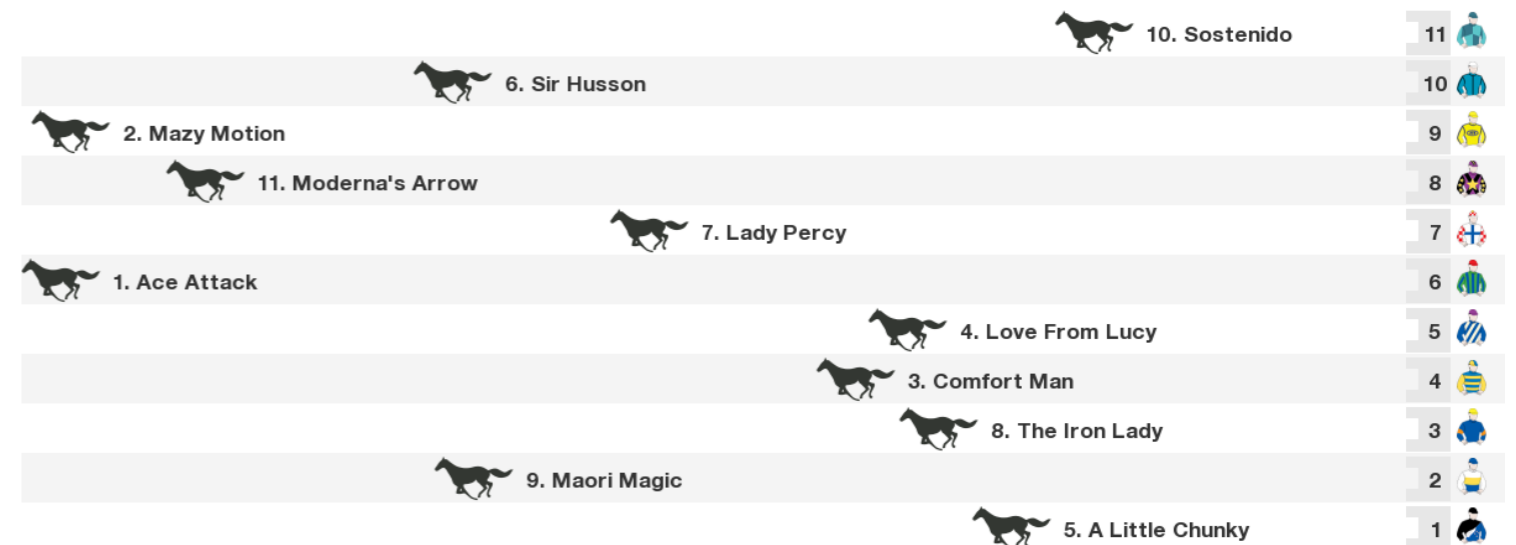 10. Sostenido 11
6. Sir Husson 10
2. Mazy Motion 9
11. Moderna's Arrow 8
7. Lady Percy 7
1. Ace Attack 6
4. Love From Lucy 5
3. Comfort Man 4
8. The Iron Lady 3
9. Maori Magic 2
5. A Little Chunky 1